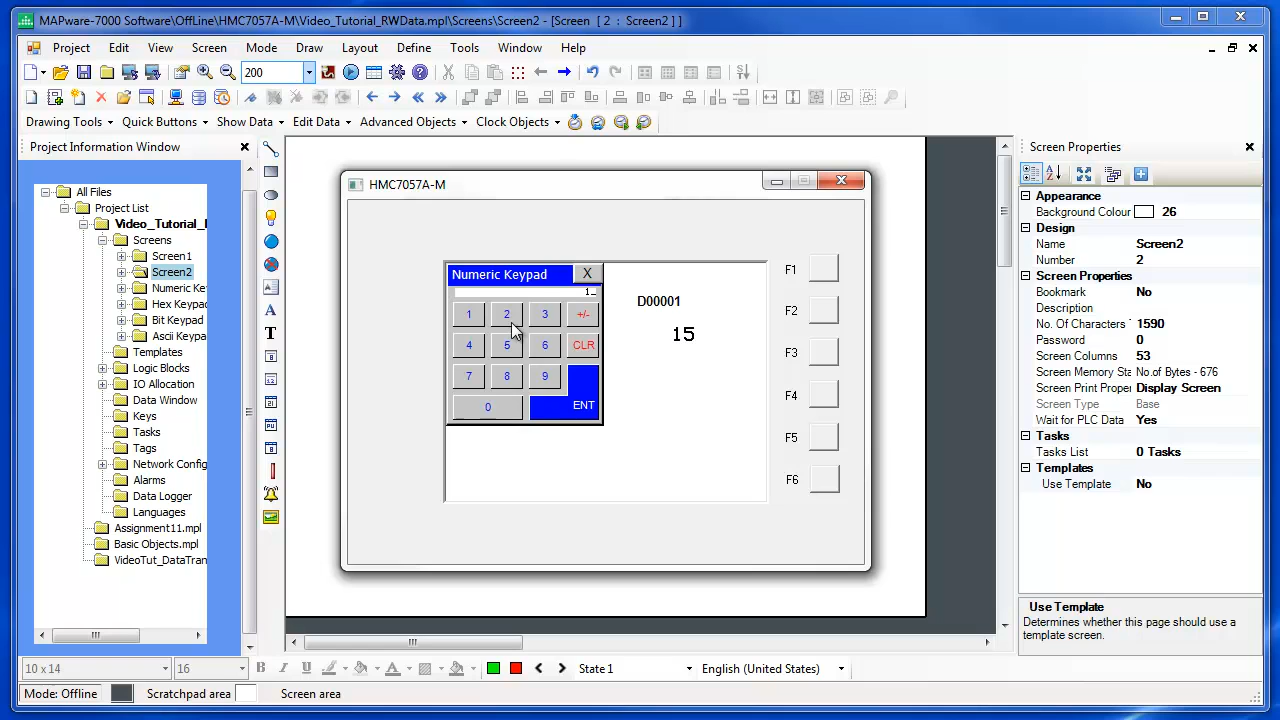 MAPware-7000 Software\OffLine\HMC7057A-M\Video_Tutorial_RWData.mpl\Screens\Screen2 - [Screen [ 2 : Screen2 ] ]
Project Edit View Screen Mode Draw Layout Define Tools Window Help
200
Drawing Tools Quick Buttons Show Data Edit Data Advanced Objects Clock Objects
Project Information Window
All Files
Project List
Video_Tutorial_
Screens
Screen1
Screen2
Numeric Ke
Hex Keypad
Bit Keypad
Ascii Keypa
Templates
Logic Blocks
IO Allocation
Data Window
Keys
Tasks
Tags
Network Config
Alarms
Data Logger
Languages
Assignment11.mpl
Basic Objects.mpl
VideoTut_DataTran
HMC7057A-M
Numeric Keypad X
1_
1 2 3 +/-
4 5 6 CLR
7 8 9
0 ENT
D00001
15
F1
F2
F3
F4
F5
F6
Screen Properties
Appearance
Background Colour 26
Design
Name Screen2
Number 2
Screen Properties
Bookmark No
Description
No. Of Characters 1590
Password 0
Screen Columns 53
Screen Memory Sta No.of Bytes - 676
Screen Print Proper Display Screen
Screen Type Base
Wait for PLC Data Yes
Tasks
Tasks List 0 Tasks
Templates
Use Template No
Use Template
Determines whether this page should use a
template screen.
10 x 14 16 B I U A State 1 English (United States)
Mode: Offline Scratchpad area Screen area